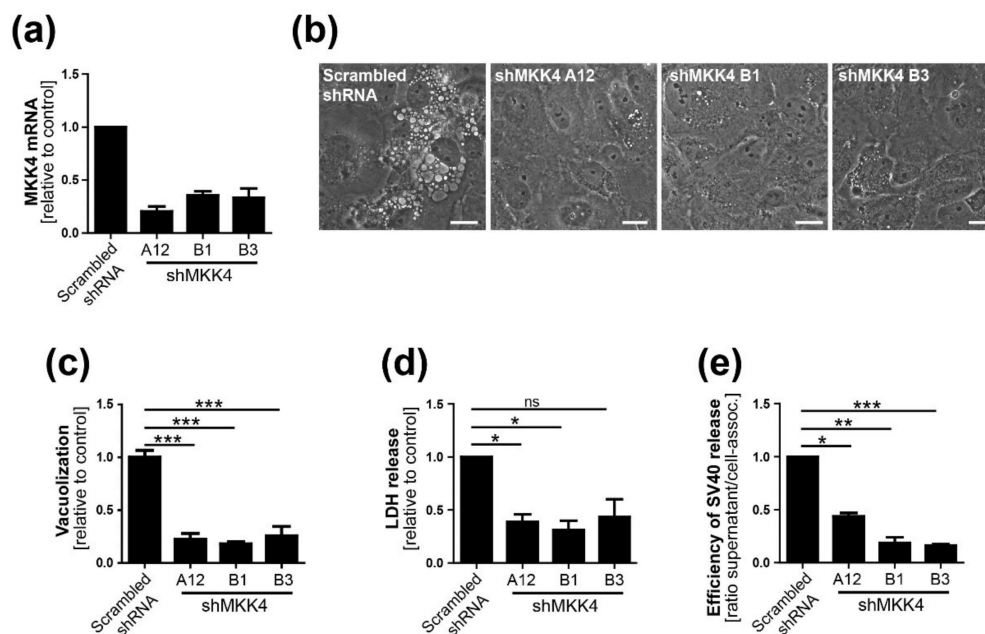 (a)
MKK4 mRNA
[relative to control]
1.5
1.0
0.5
0.0
Scrambled
shRNA
A12
B1
B3
shMKK4
(b)
Scrambled
shRNA
shMKK4 A12
shMKK4 B1
shMKK4 B3
(c)
Vacuolization
[relative to control]
1.5
1.0
0.5
0.0
***
***
***
Scrambled
shRNA
A12
B1
B3
shMKK4
(d)
LDH release
[relative to control]
1.5
1.0
0.5
0.0
ns
*
*
Scrambled
shRNA
A12
B1
B3
shMKK4
(e)
Efficiency of SV40 release
[ratio supernatant/cell-assoc.]
1.5
1.0
0.5
0.0
***
**
*
Scrambled
shRNA
A12
B1
B3
shMKK4